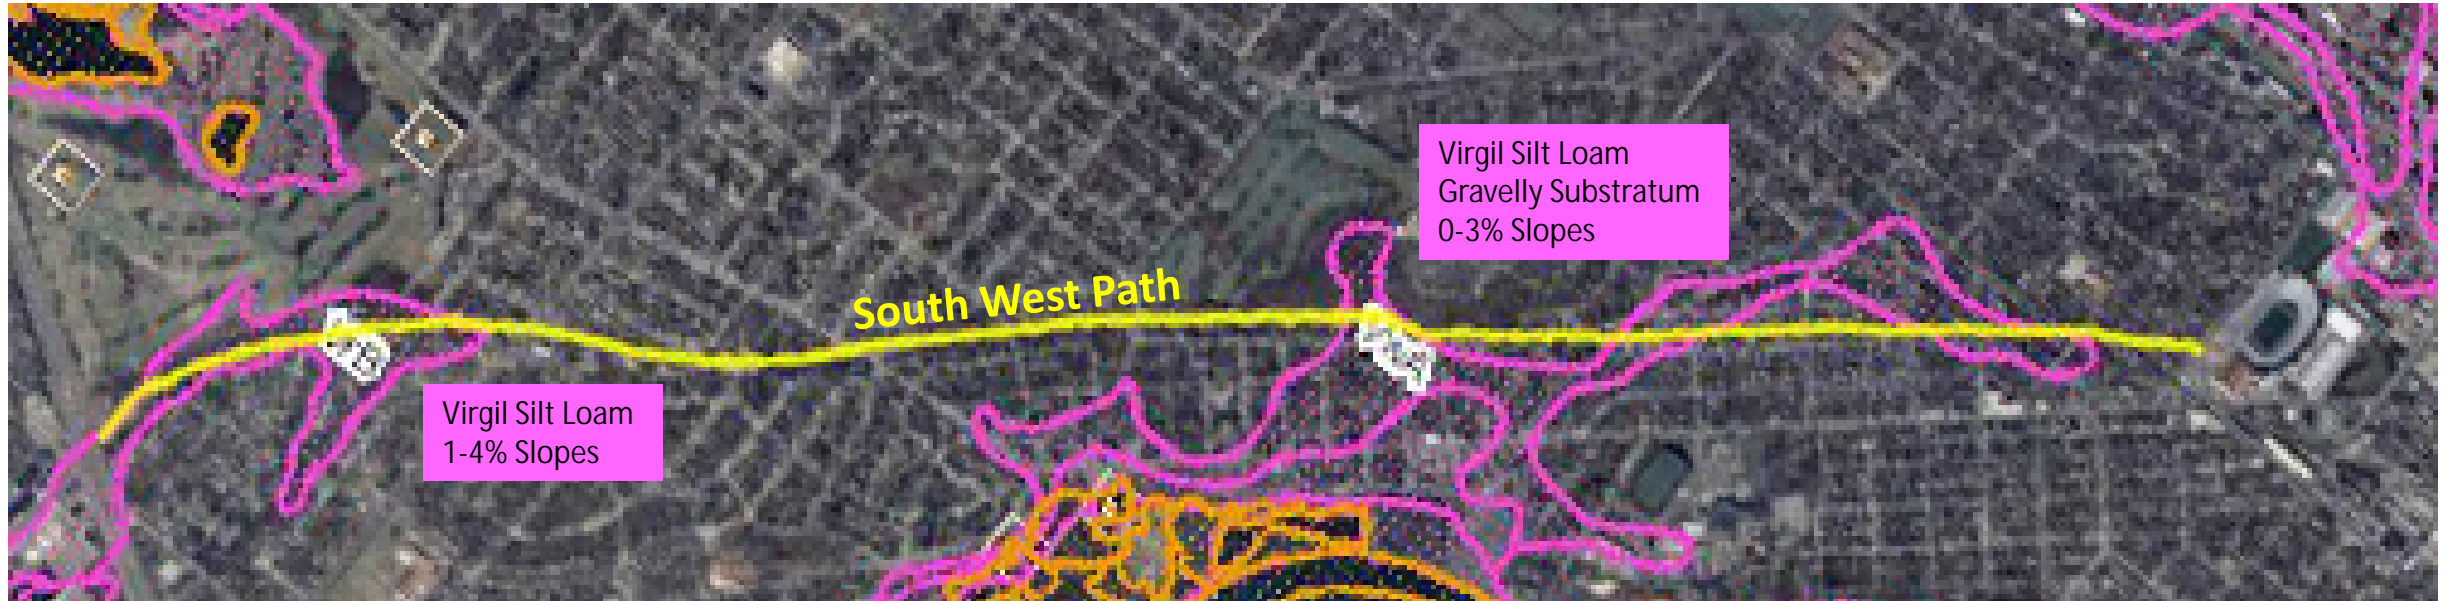 Virgil Silt Loam
Gravelly Substratum
0-3% Slopes
South West Path
Virgil Silt Loam
1-4% Slopes